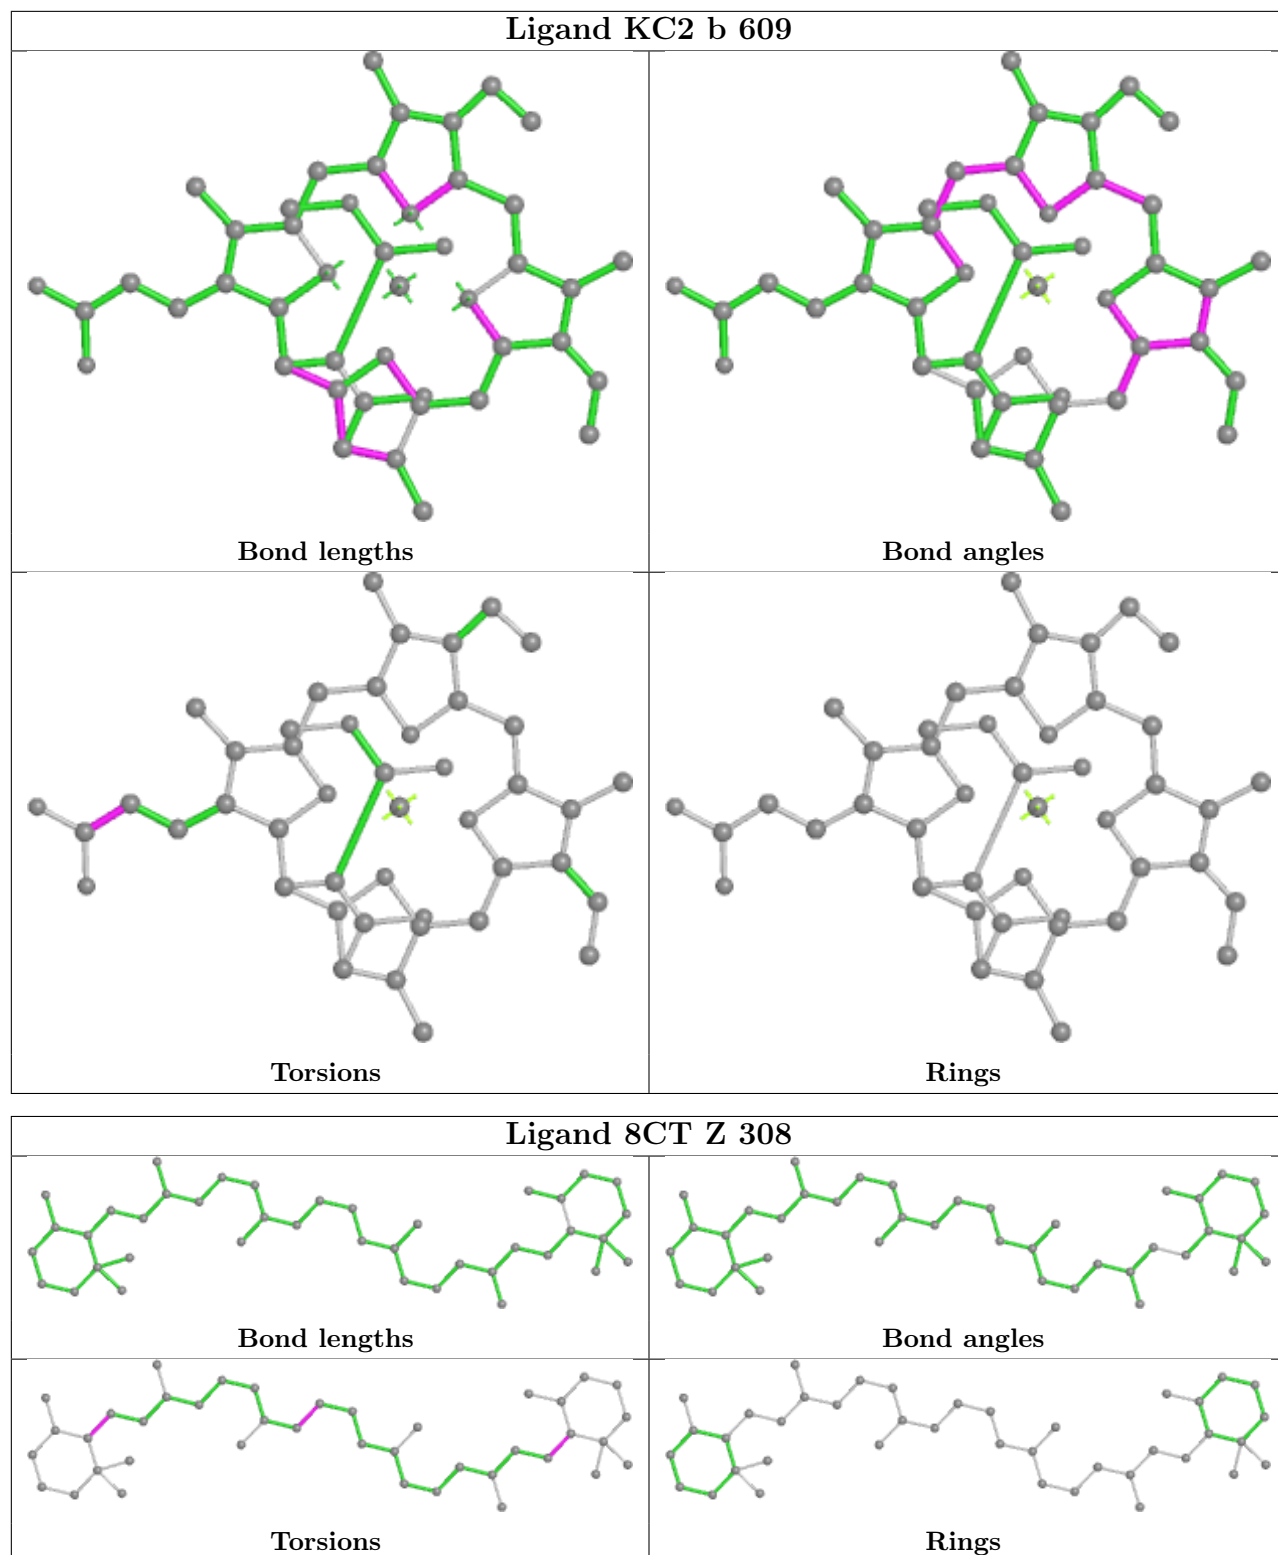 Ligand KC2 b 609
Bond lengths
Bond angles
Torsions
Rings
Ligand 8CT Z 308
Bond lengths
Bond angles
Torsions
Rings